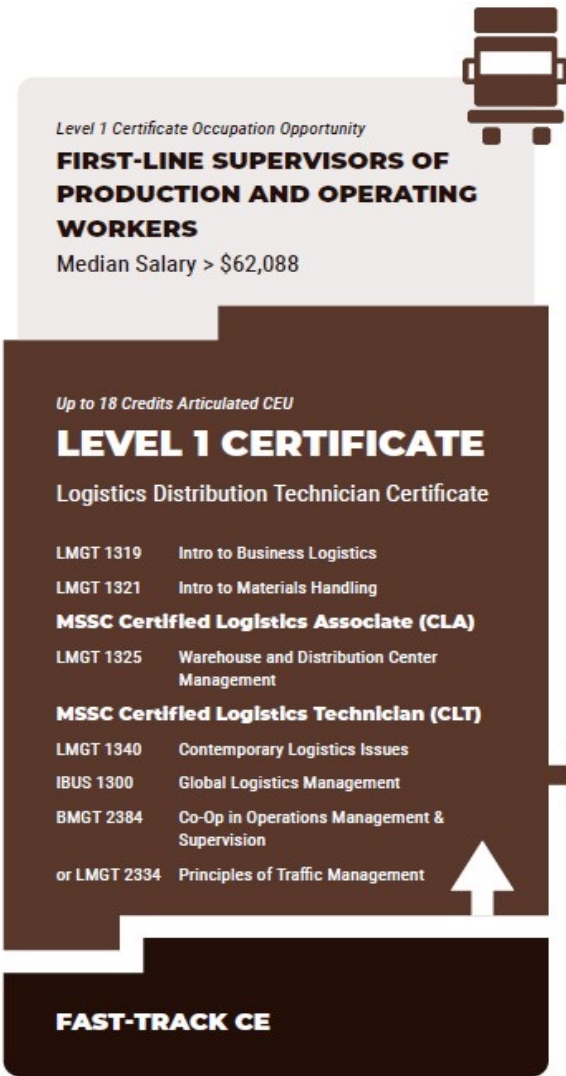 Level 1 Certificate Occupation Opportunity
FIRST-LINE SUPERVISORS OF
PRODUCTION AND OPERATING
WORKERS
Median Salary > $62,088
Up to 18 Credits Articulated CEU
LEVEL 1 CERTIFICATE
Logistics Distribution Technician Certificate
LMGT 1319 Intro to Business Logistics
LMGT 1321 Intro to Materials Handling
MSSC Certified Logistics Associate (CLA)
LMGT 1325 Warehouse and Distribution Center
Management
MSSC Certified Logistics Technician (CLT)
LMGT 1340 Contemporary Logistics Issues
IBUS 1300 Global Logistics Management
BMGT 2384 Co-Op in Operations Management &
Supervision
or LMGT 2334 Principles of Traffic Management
FAST-TRACK CE